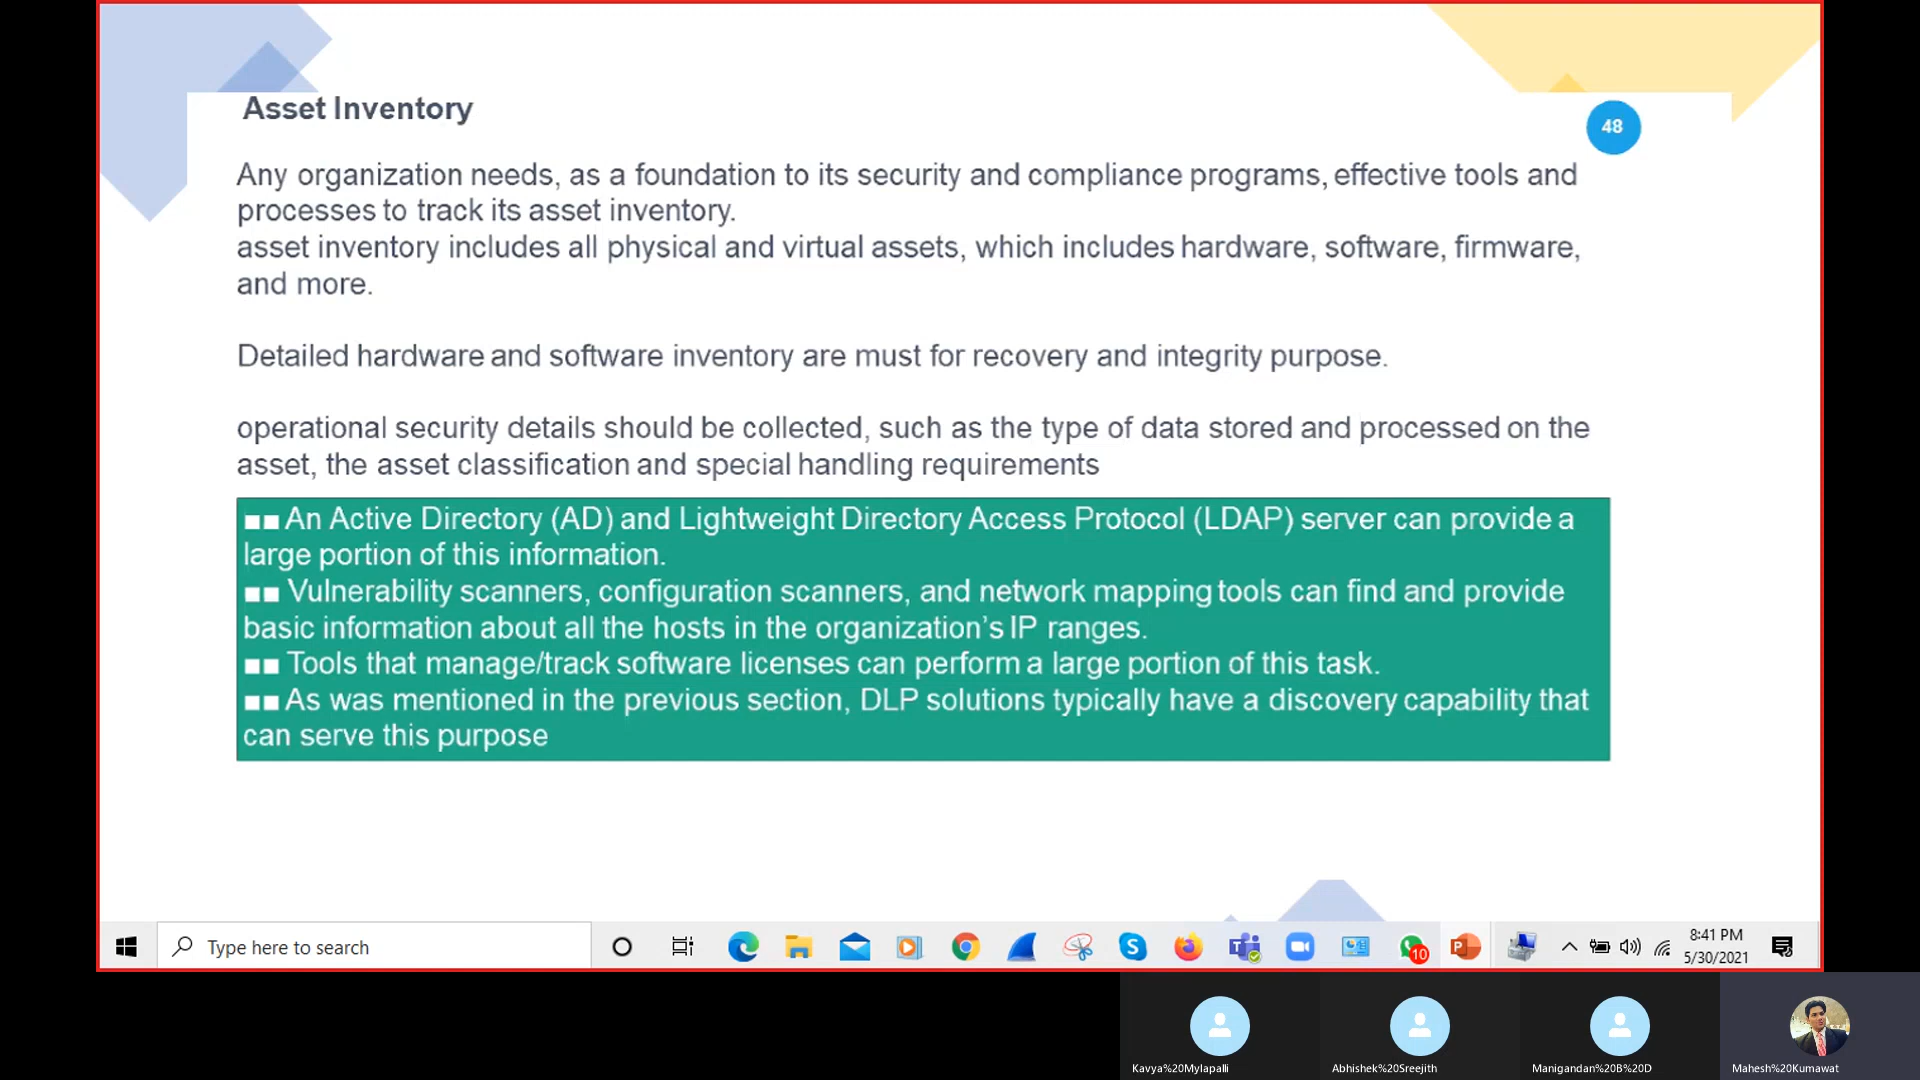 Asset Inventory
48
Any organization needs, as a foundation to its security and compliance programs, effective tools and
processes to track its asset inventory.
asset inventory includes all physical and virtual assets, which includes hardware, software, firmware,
and more.
Detailed hardware and software inventory are must for recovery and integrity purpose.
operational security details should be collected, such as the type of data stored and processed on the
asset, the asset classification and special handling requirements
■■ An Active Directory (AD) and Lightweight Directory Access Protocol (LDAP) server can provide a
large portion of this information.
■■ Vulnerability scanners, configuration scanners, and network mapping tools can find and provide
basic information about all the hosts in the organization’s IP ranges.
■■ Tools that manage/track software licenses can perform a large portion of this task.
■■ As was mentioned in the previous section, DLP solutions typically have a discovery capability that
can serve this purpose
Type here to search
10
8:41 PM
5/30/2021
Kavya%20Mylapalli
Abhishek%20Sreejith
Manigandan%20B%20D
Mahesh%20Kumawat